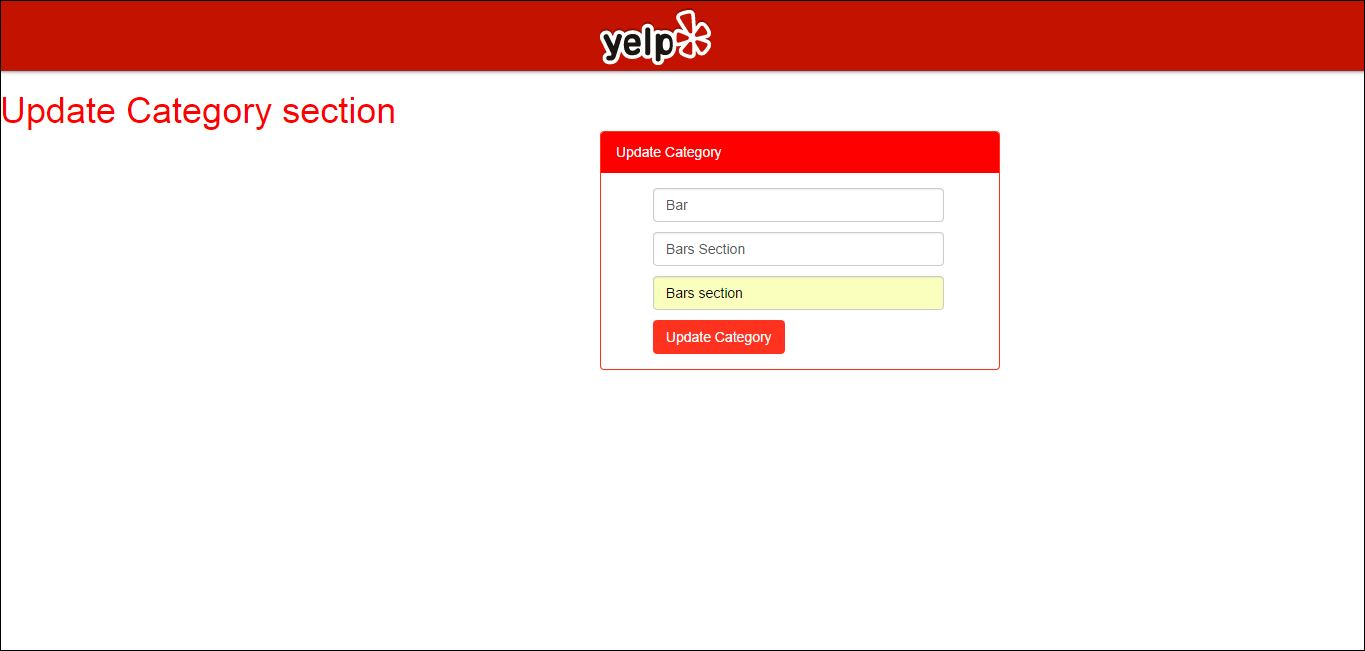 yelp
Update Category section
Update Category
Bar
Bars Section
Bars section
Update Category